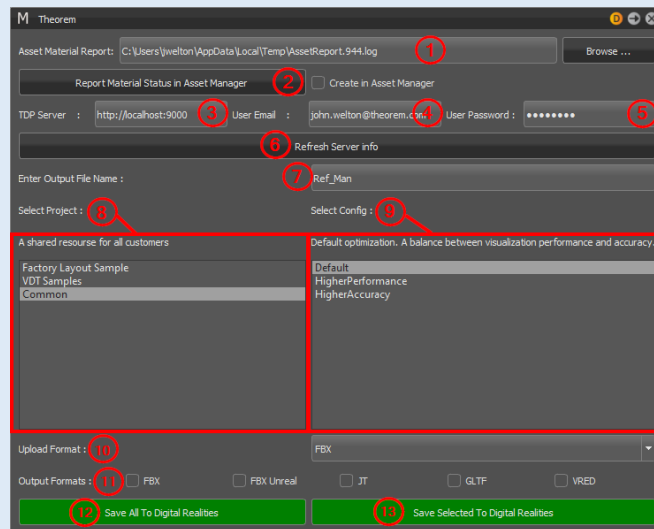 M Theorem D
Asset Material Report: C:\Users\jwelton\AppData\Local\Temp\AssetReport.944.log 1 Browse ...
Report Material Status in Asset Manager 2 Create in Asset Manager
TDP Server : http://localhost:9000 3 User Email : john.welton@theorem.com 4 User Password : •••••••• 5
6 Refresh Server info
Enter Output File Name : 7 Ref_Man
Select Project : 8 Select Config : 9
A shared resourse for all customers Default optimization. A balance between visualization performance and accuracy.
Factory Layout Sample Default
VDT Samples HigherPerformance
Common HigherAccuracy
Upload Format : 10 FBX
Output Formats : 11 FBX FBX Unreal JT GLTF VRED
12 Save All To Digital Realities 13 Save Selected To Digital Realities